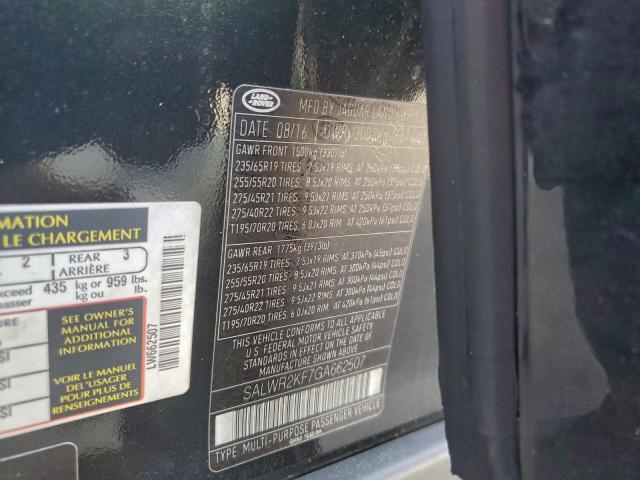 LAND
ROVER
MFD BY JAGUAR LAND
DATE 08/16
GAWR FRONT 1500kg (3307lb)
235/65R19 TIRES 7.5Jx19 RIMS AT
255/55R20 TIRES 8.5Jx20 RIMS AT 250kPa (37psi) COLD
275/45R21 TIRES 9.5Jx21 RIMS AT 250kPa (37psi) COLD
275/40R22 TIRES 9.5Jx22 RIMS AT 250kPa (37psi) COLD
T195/70R20 TIRES 6.0Jx20 RIM AT 420kPa (61psi) COLD
GAWR REAR 1775kg (3913lb)
235/65R19 TIRES 7.5Jx19 RIMS AT 310kPa (45psi) COLD
255/55R20 TIRES 8.5Jx20 RIMS AT 300kPa (44psi) COLD
275/45R21 TIRES 9.5Jx21 RIMS AT 300kPa (44psi) COLD
275/40R22 TIRES 9.5Jx22 RIMS AT 300kPa (44psi) COLD
T195/70R20 TIRES 6.0Jx20 RIM AT 420kPa (61psi) COLD
THIS VEHICLE CONFORMS TO ALL APPLICABLE
U.S. FEDERAL MOTOR VEHICLE SAFETY
STANDARDS IN EFFECT ON THE DATE OF
MANUFACTURE SHOWN ABOVE
SALWR2KF7GA662507
TYPE: MULTI-PURPOSE PASSENGER VEHICLE
RMATION
LE CHARGEMENT
2 REAR 3
ARRIÈRE
xceed 435 kg or 959 lbs.
passer kg ou lb.
SEE OWNER'S
MANUAL FOR
ADDITIONAL
INFORMATION
VOIR LE MANUEL
DE L'USAGER
POUR PLUS DE
RENSEIGNEMENTS
LW662507